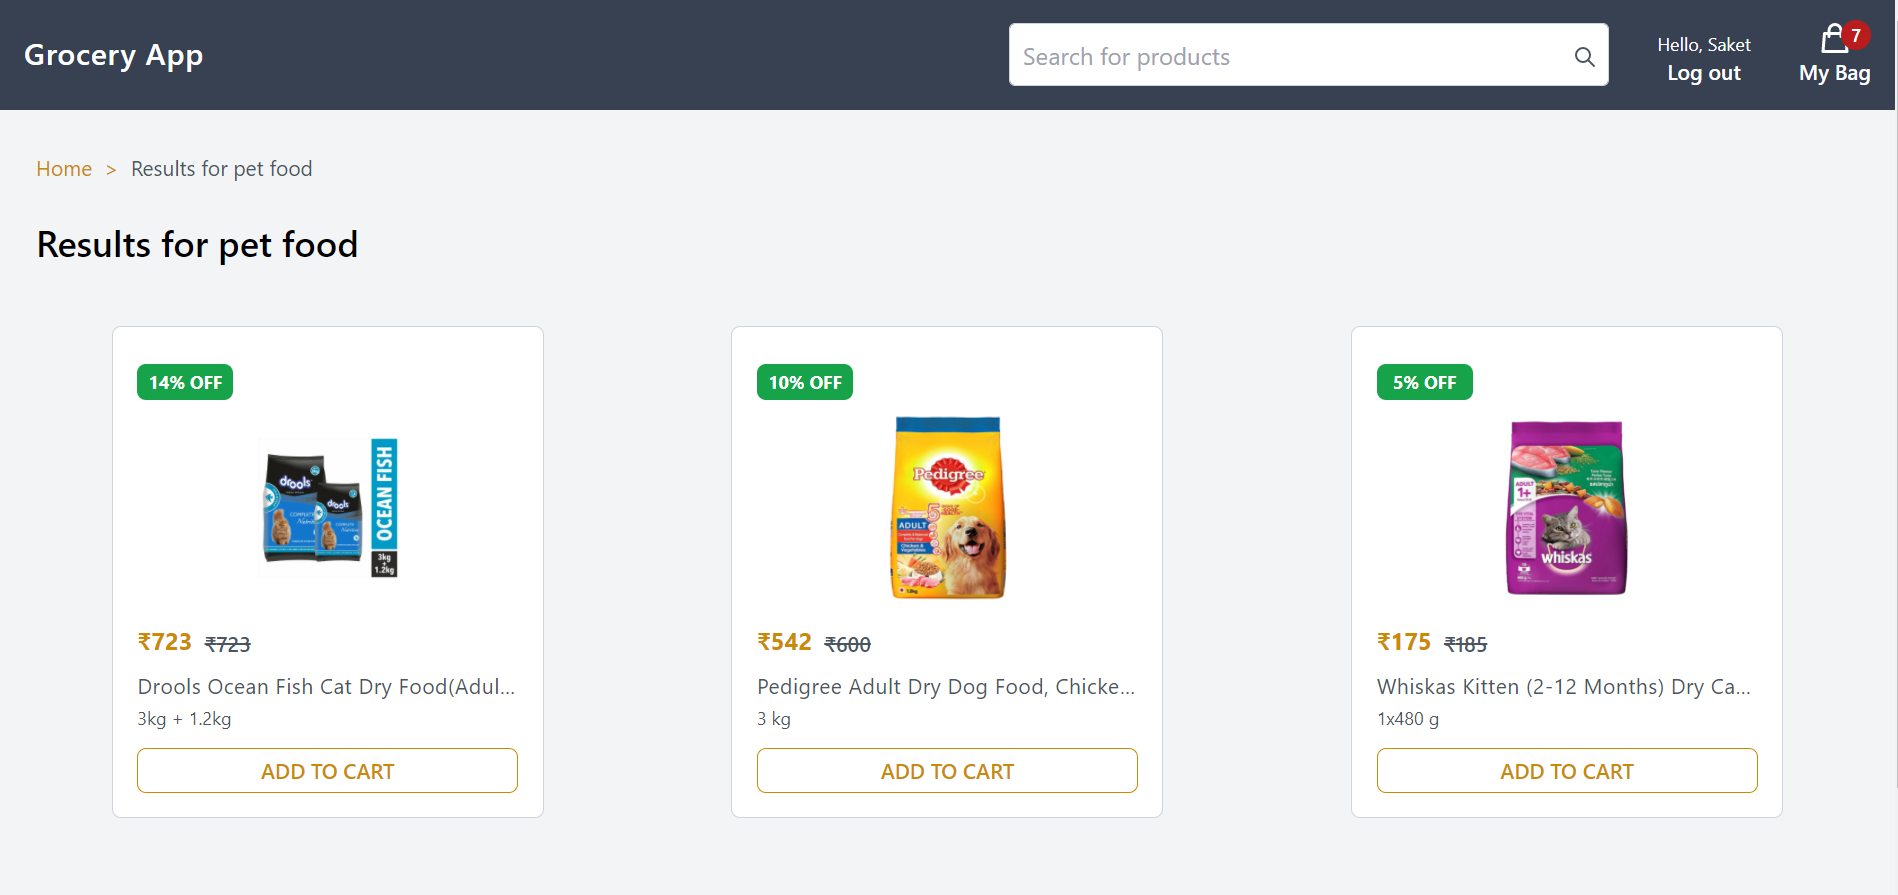 Grocery App
Search for products
Hello, Saket
Log out
7
My Bag
Home > Results for pet food
Results for pet food
14% OFF
drools
drools
OCEAN FISH
3kg
+
1.2kg
₹723 ₹723
Drools Ocean Fish Cat Dry Food(Adul...
3kg + 1.2kg
ADD TO CART
10% OFF
Pedigree
5
ADULT
Chicken &
Vegetables
₹542 ₹600
Pedigree Adult Dry Dog Food, Chicke...
3 kg
ADD TO CART
5% OFF
ADULT
1+
whiskas
₹175 ₹185
Whiskas Kitten (2-12 Months) Dry Ca...
1x480 g
ADD TO CART